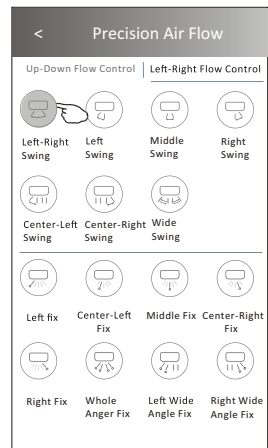 < Precision Air Flow
Up-Down Flow Control Left-Right Flow Control
Left-Right Swing
Left Swing
Middle Swing
Right Swing
Center-Left Swing
Center-Right Swing
Wide Swing
Left fix
Center-Left Fix
Middle Fix
Center-Right Fix
Right Fix
Whole Anger Fix
Left Wide Angle Fix
Right Wide Angle Fix